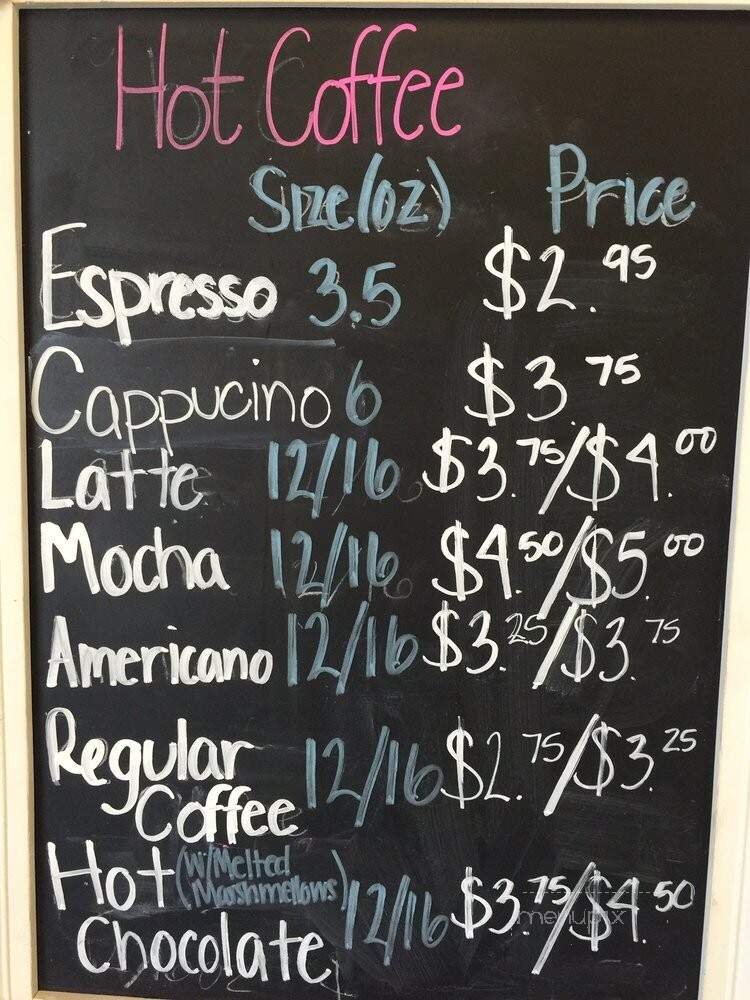 Hot Coffee
Size(oz) Price
Espresso 3.5 $2.95
Cappucino 6 $3.75
Latte 12/16 $3.75/$4.00
Mocha 12/16 $4.50/$5.00
Americano 12/16 $3.25/$3.75
Regular Coffee 12/16 $2.75/$3.25
Hot (w/Melted
Marshmellows)
Chocolate 12/16 $3.75/$4.50
menupix